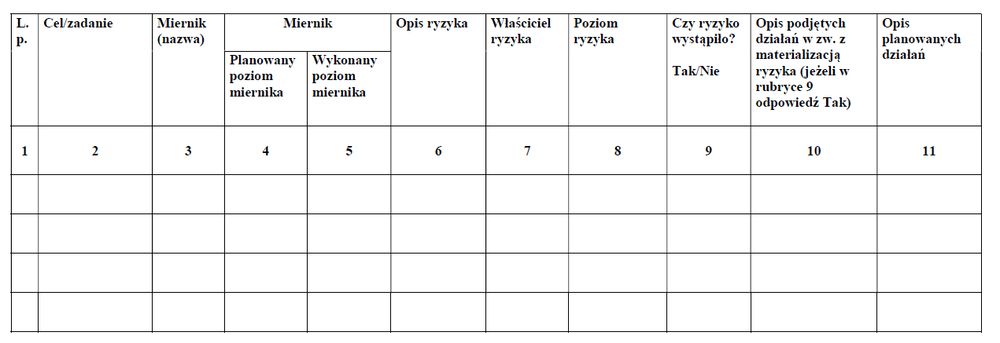 L.
p.
Cel/zadanie
Miernik
(nazwa)
Miernik
Planowany
poziom
miernika
Wykonany
poziom
miernika
Opis ryzyka
Właściciel
ryzyka
Poziom
ryzyka
Czy ryzyko
wystąpiło?
Tak/Nie
Opis podjętych
działań w zw. z
materializacją
ryzyka (jeżeli w
rubryce 9
odpowiedź Tak)
Opis
planowanych
działań
1 2 3 4 5 6 7 8 9 10 11